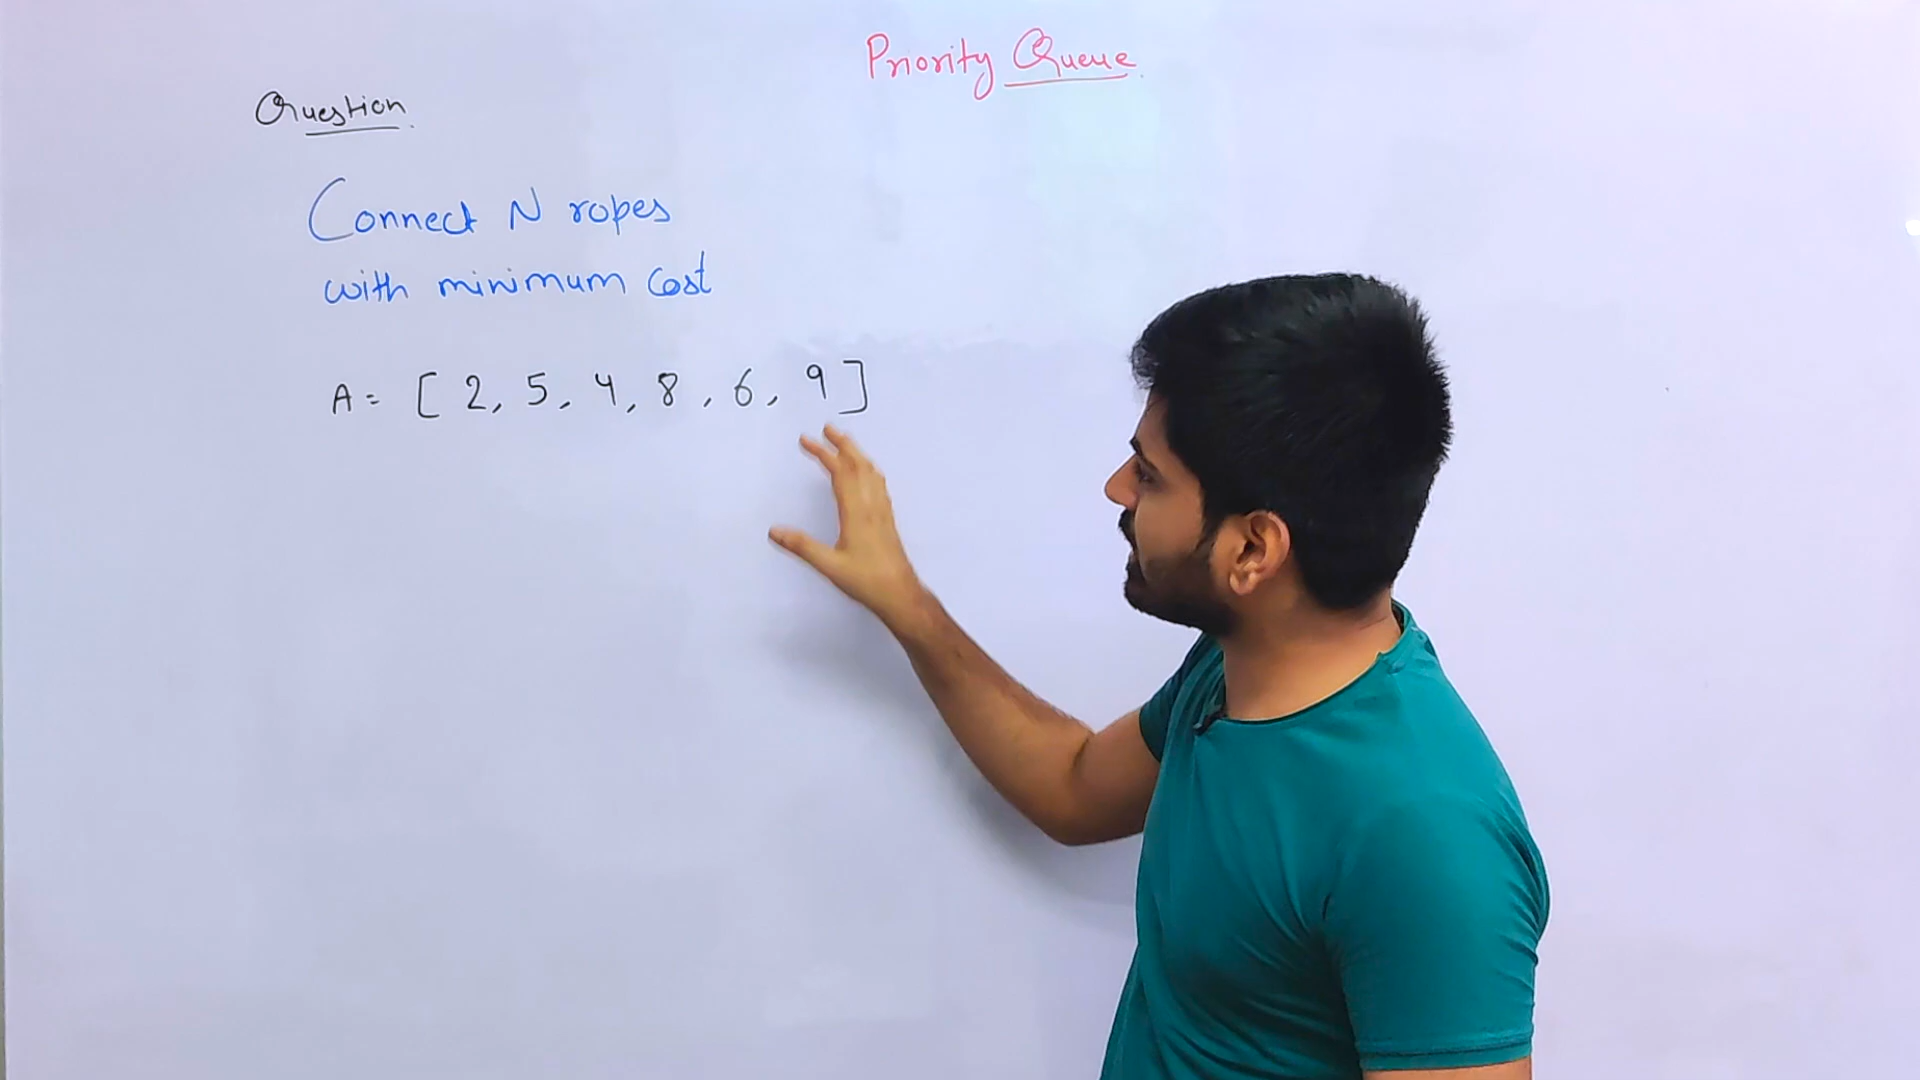 Priority Queue
Question
Connect N ropes
with minimum cost
A = [ 2, 5, 4, 8, 6, 9 ]